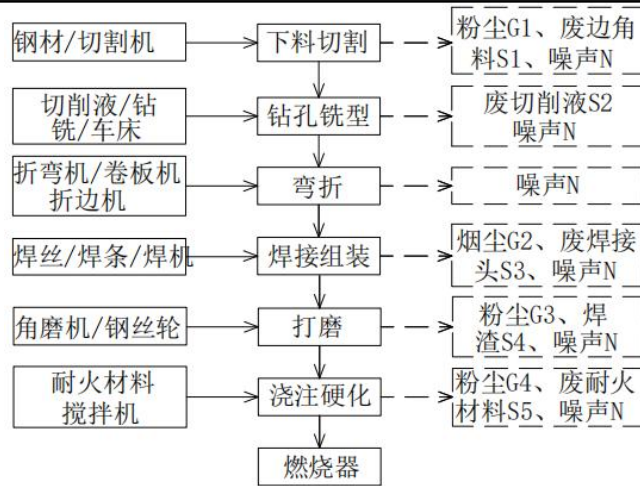 钢材/切割机
下料切割
粉尘G1、废边角
料S1、噪声N
切削液/钻
铣/车床
钻孔铣型
废切削液S2
噪声N
折弯机/卷板机
折边机
弯折
噪声N
焊丝/焊条/焊机
焊接组装
烟尘G2、废焊接
头S3、噪声N
角磨机/钢丝轮
打磨
粉尘G3、焊
渣S4、噪声N
耐火材料
搅拌机
浇注硬化
粉尘G4、废耐火
材料S5、噪声N
燃烧器